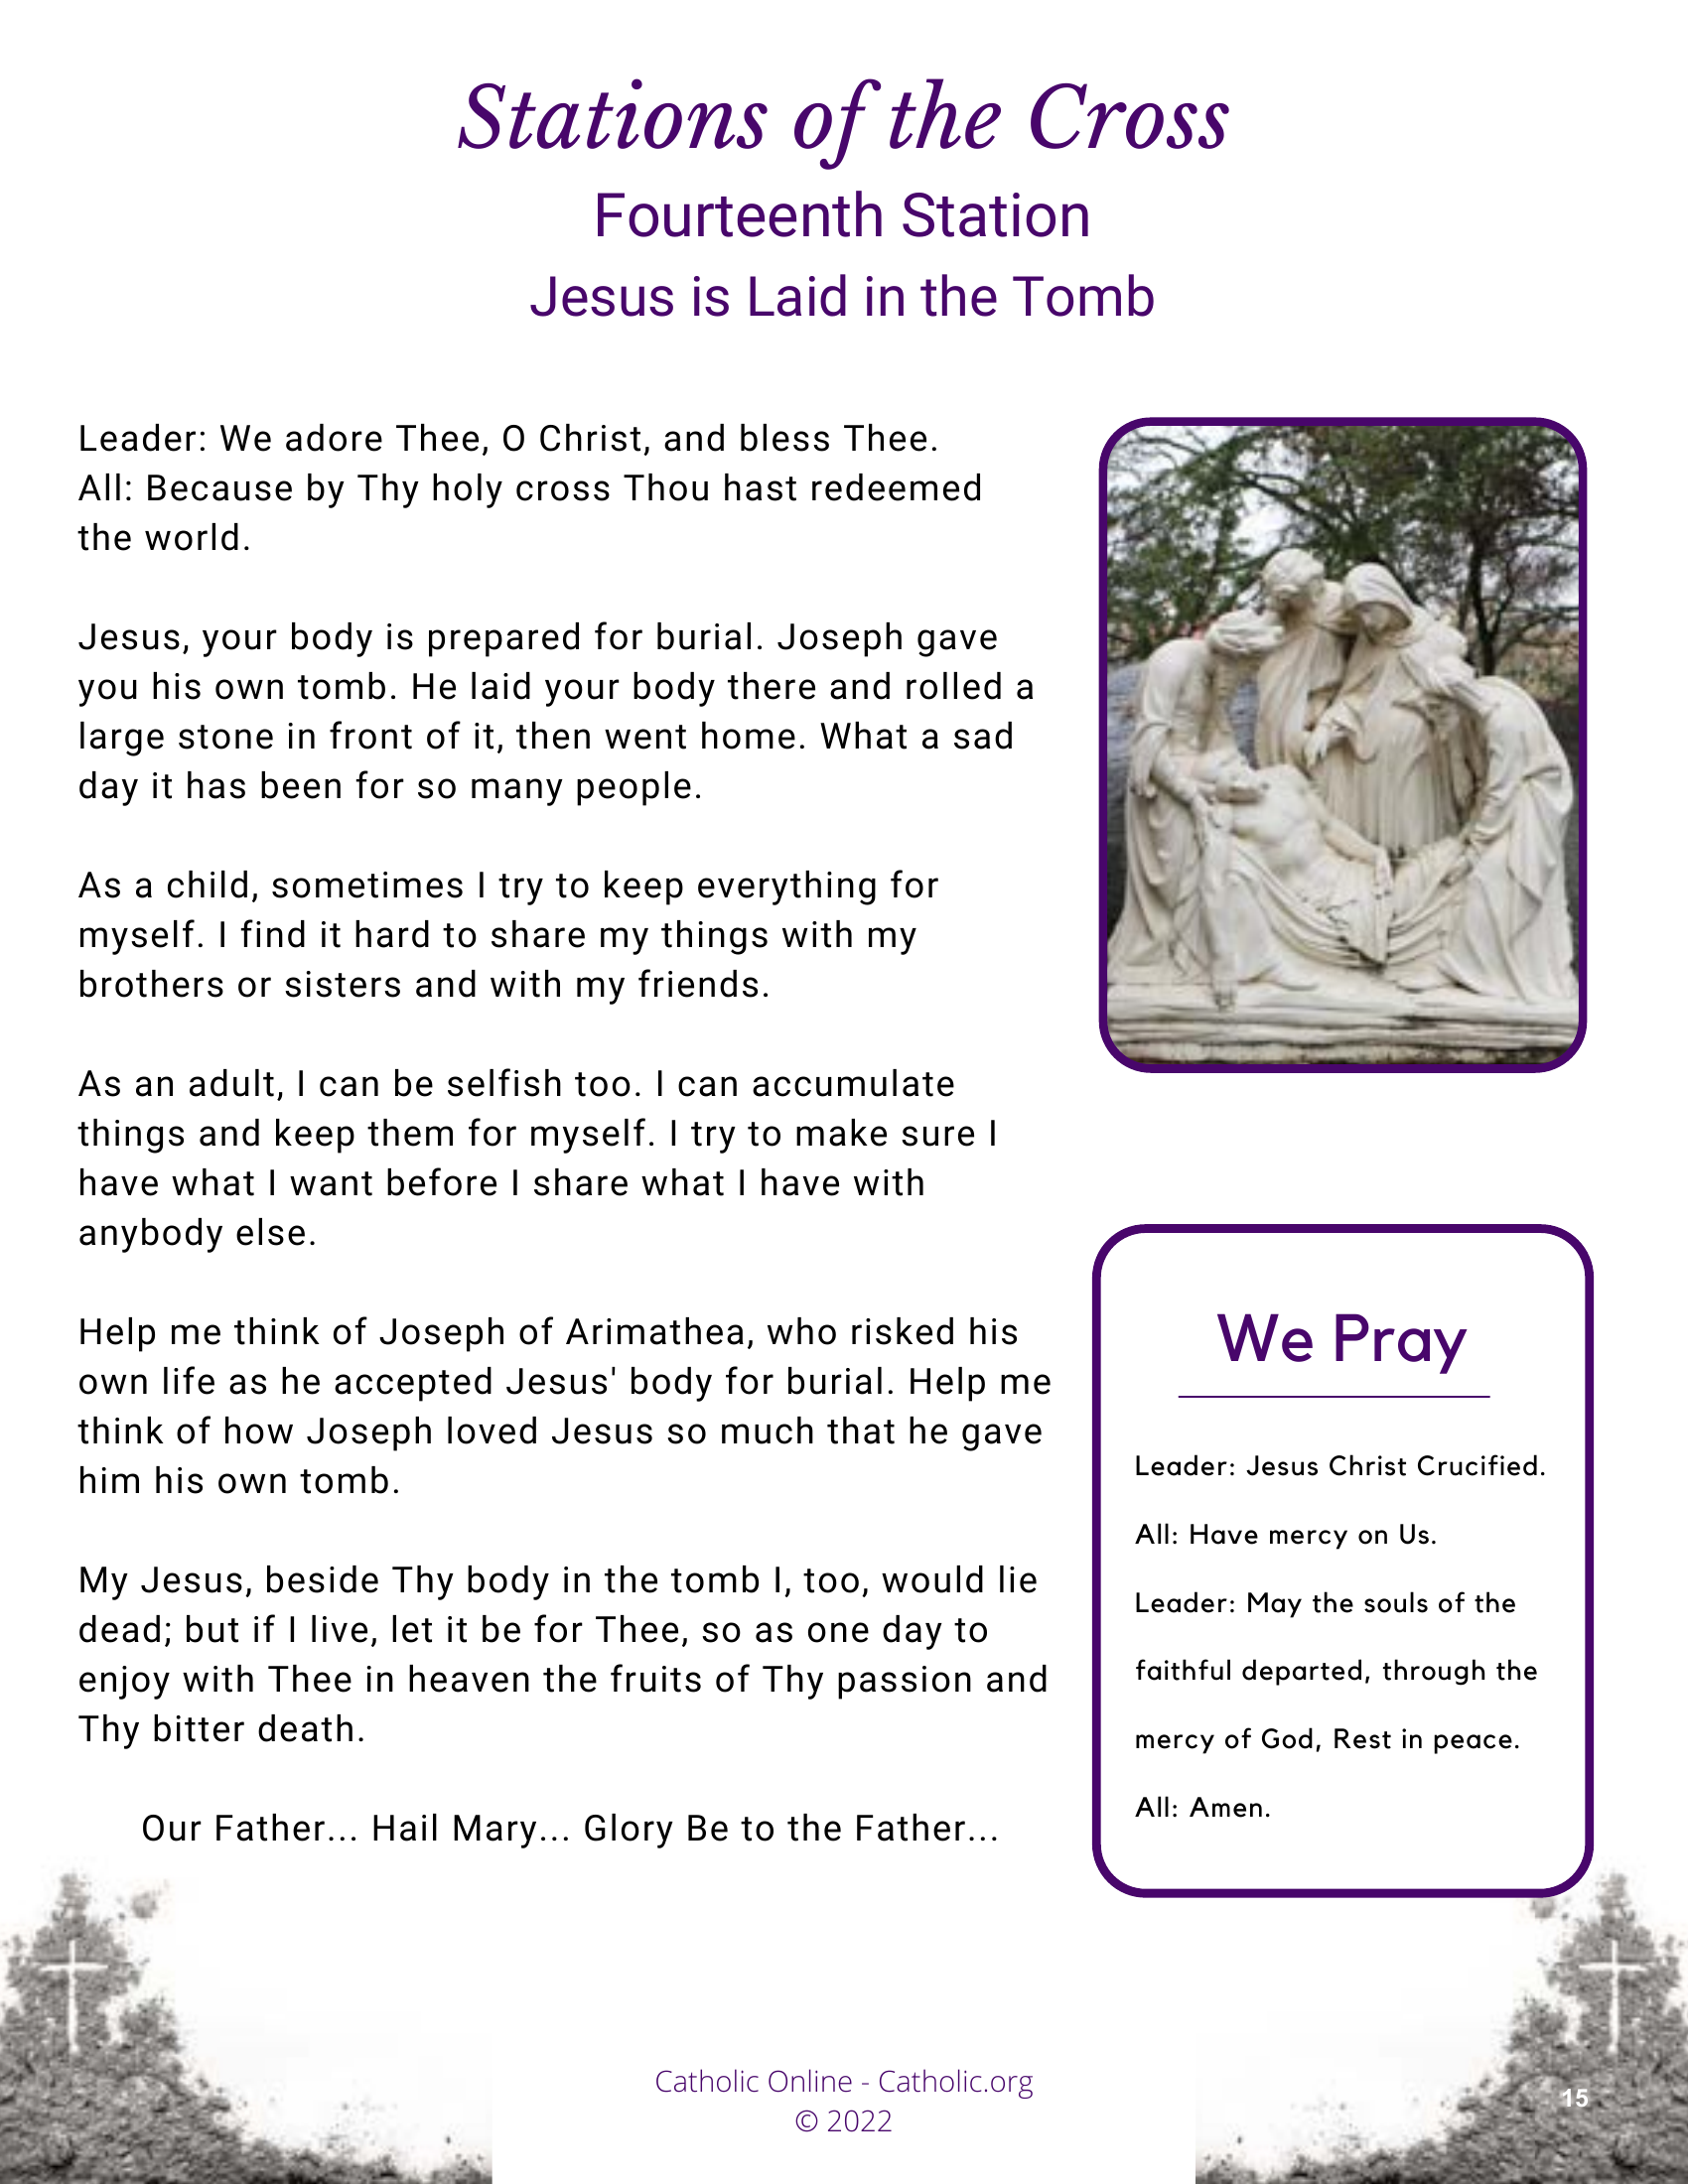 Stations of the Cross
Fourteenth Station
Jesus is Laid in the Tomb
Leader: We adore Thee, O Christ, and bless Thee.
All: Because by Thy holy cross Thou hast redeemed
the world.
Jesus, your body is prepared for burial. Joseph gave
you his own tomb. He laid your body there and rolled a
large stone in front of it, then went home. What a sad
day it has been for so many people.
As a child, sometimes I try to keep everything for
myself. I find it hard to share my things with my
brothers or sisters and with my friends.
As an adult, I can be selfish too. I can accumulate
things and keep them for myself. I try to make sure I
have what I want before I share what I have with
anybody else.
Help me think of Joseph of Arimathea, who risked his
own life as he accepted Jesus' body for burial. Help me
think of how Joseph loved Jesus so much that he gave
him his own tomb.
My Jesus, beside Thy body in the tomb I, too, would lie
dead; but if I live, let it be for Thee, so as one day to
enjoy with Thee in heaven the fruits of Thy passion and
Thy bitter death.
Our Father... Hail Mary... Glory Be to the Father...
We Pray
Leader: Jesus Christ Crucified.
All: Have mercy on Us.
Leader: May the souls of the
faithful departed, through the
mercy of God, Rest in peace.
All: Amen.
Catholic Online - Catholic.org
© 2022
15